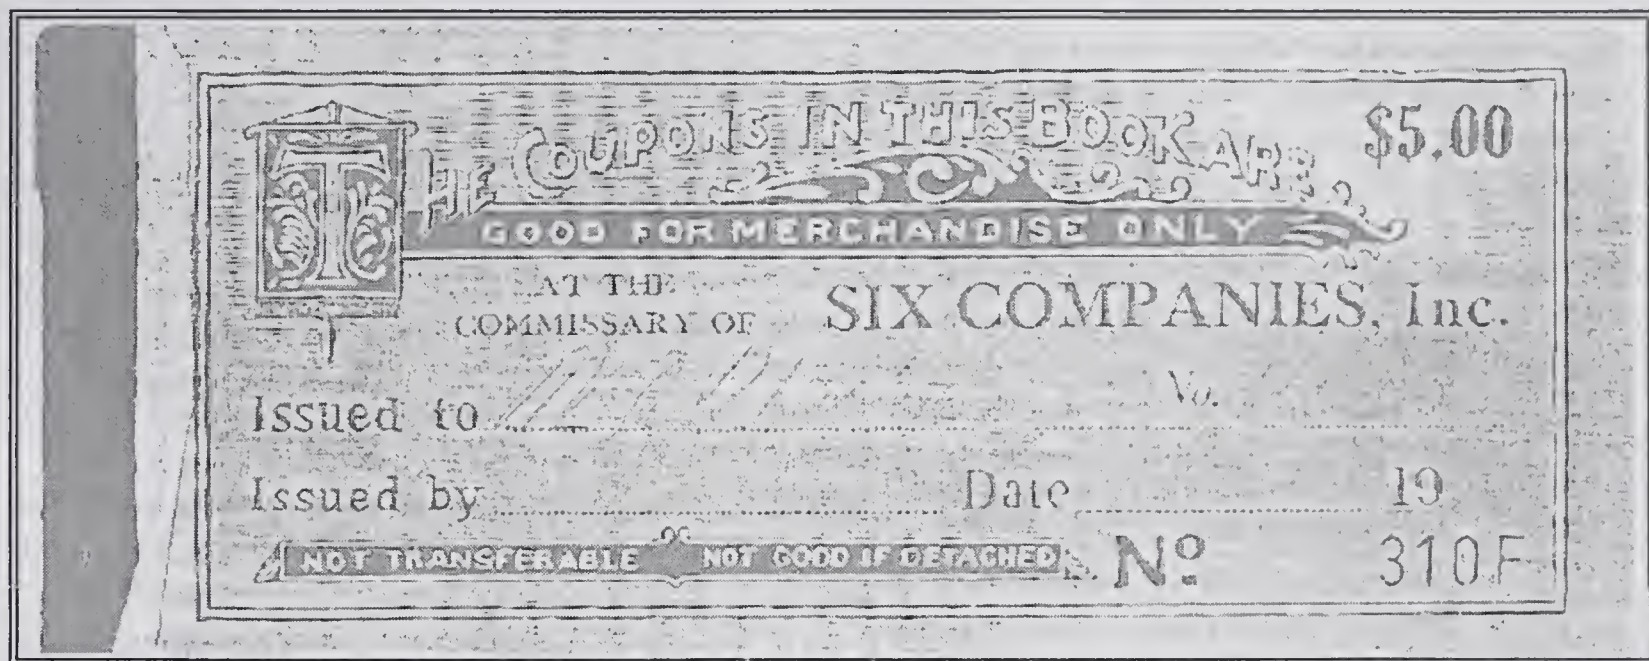 THE COUPONS IN THIS BOOK ARE $5.00
GOOD FOR MERCHANDISE ONLY
AT THE
COMMISSARY OF SIX COMPANIES, Inc.
Issued to No.
Issued by Date 19
NOT TRANSFERABLE NOT GOOD IF DETACHED No 310F